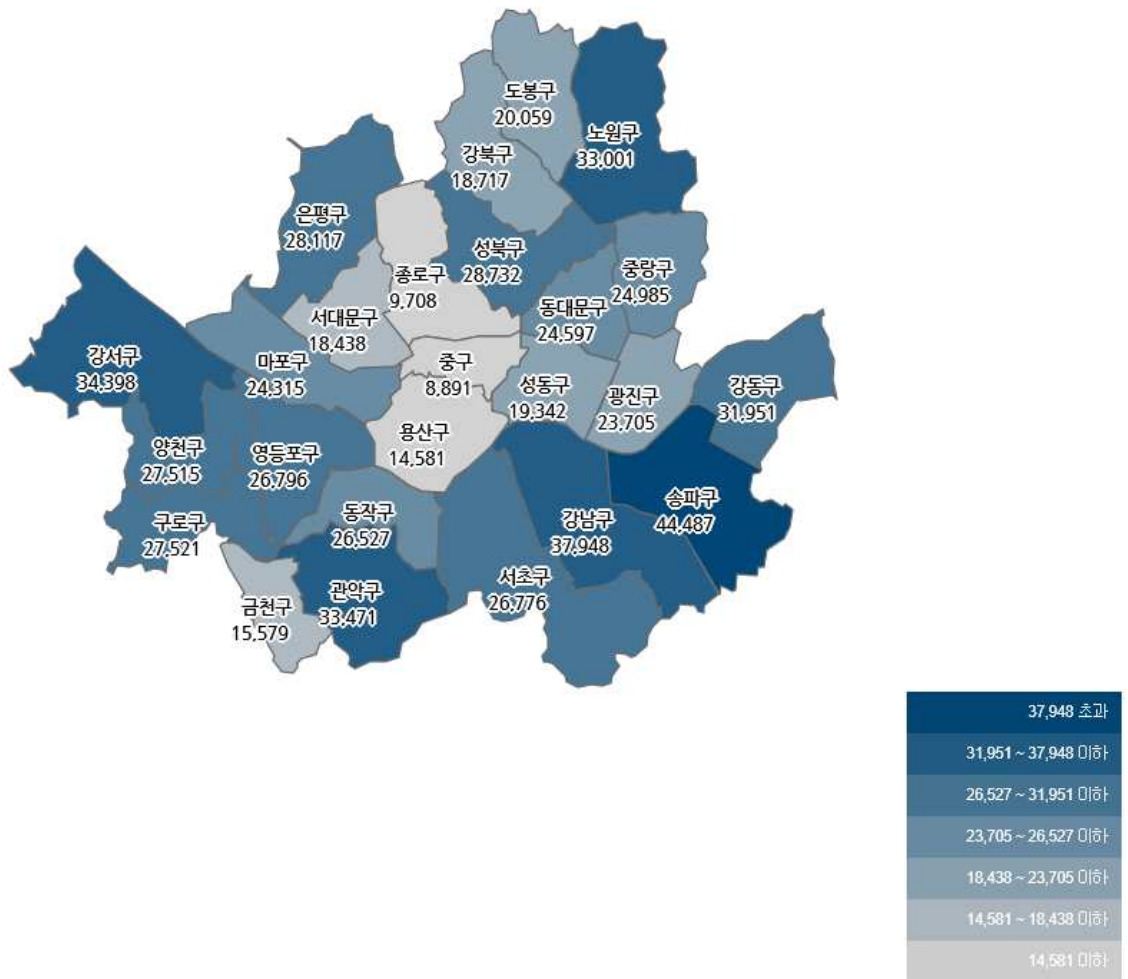 도봉구
20,059
노원구
33,001
강북구
18,717
은평구
28,117
성북구
28,732
종로구
9,708
중랑구
24,985
동대문구
24,597
서대문구
18,438
강서구
34,398
마포구
24,315
중구
8,891
성동구
19,342
광진구
23,705
강동구
31,951
용산구
14,581
양천구
27,515
영등포구
26,796
구로구
27,521
동작구
26,527
강남구
37,948
송파구
44,487
서초구
26,776
관악구
33,471
금천구
15,579
37,948 초과
31,951 ~ 37,948 이하
26,527 ~ 31,951 이하
23,705 ~ 26,527 이하
18,438 ~ 23,705 이하
14,581 ~ 18,438 이하
14,581 이하